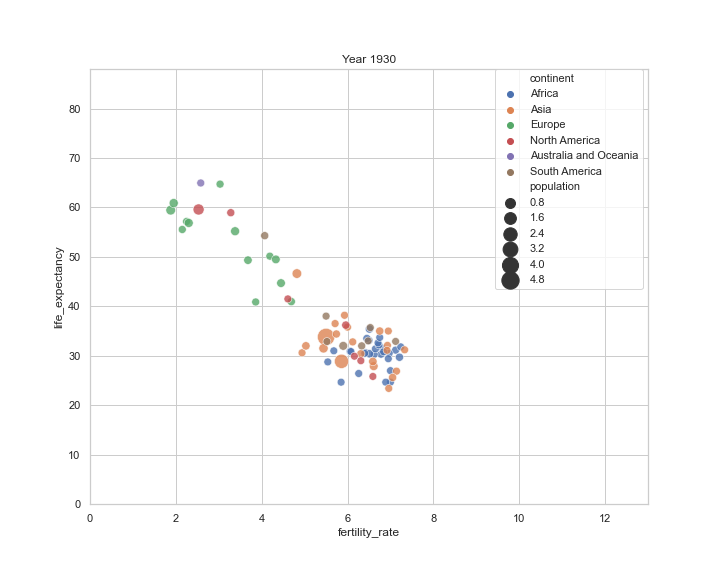 Year 1930
continent
Africa
Asia
Europe
North America
Australia and Oceania
South America
population
0.8
1.6
2.4
3.2
4.0
4.8
life_expectancy
80
70
60
50
40
30
20
10
0
0 2 4 6 8 10 12
fertility_rate